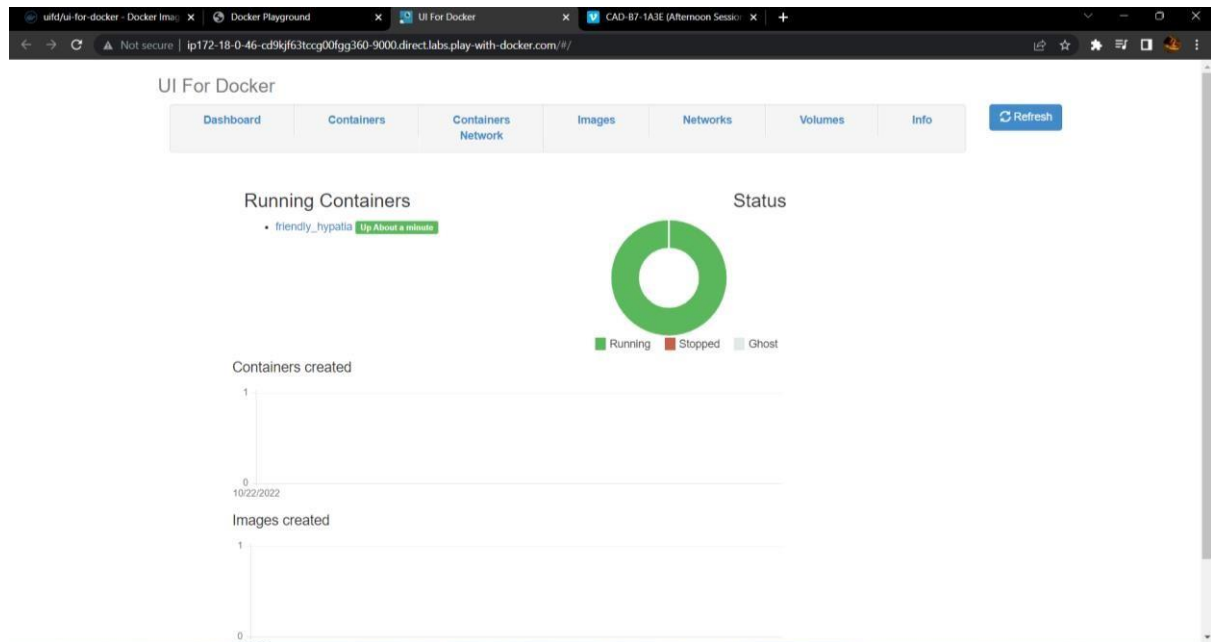 uifd/ui-for-docker - Docker Imag
Docker Playground
UI For Docker
CAD-B7-1A3E (Afternoon Sessio
Not secure | ip172-18-0-46-cd9kjf63tccg00fgg360-9000.direct.labs.play-with-docker.com/#/
UI For Docker
Dashboard
Containers
Containers
Network
Images
Networks
Volumes
Info
Refresh
Running Containers
• friendly_hypatia Up About a minute
Status
Running
Stopped
Ghost
Containers created
1
0
10/22/2022
Images created
1
0